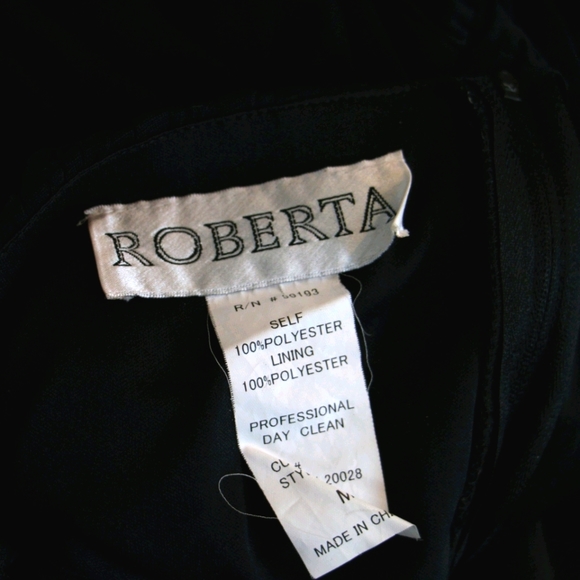 ROBERTA
R/N #
SELF
100%POLYESTER
LINING
100%POLYESTER
PROFESSIONAL
DAY CLEAN
20028
M
MADE IN